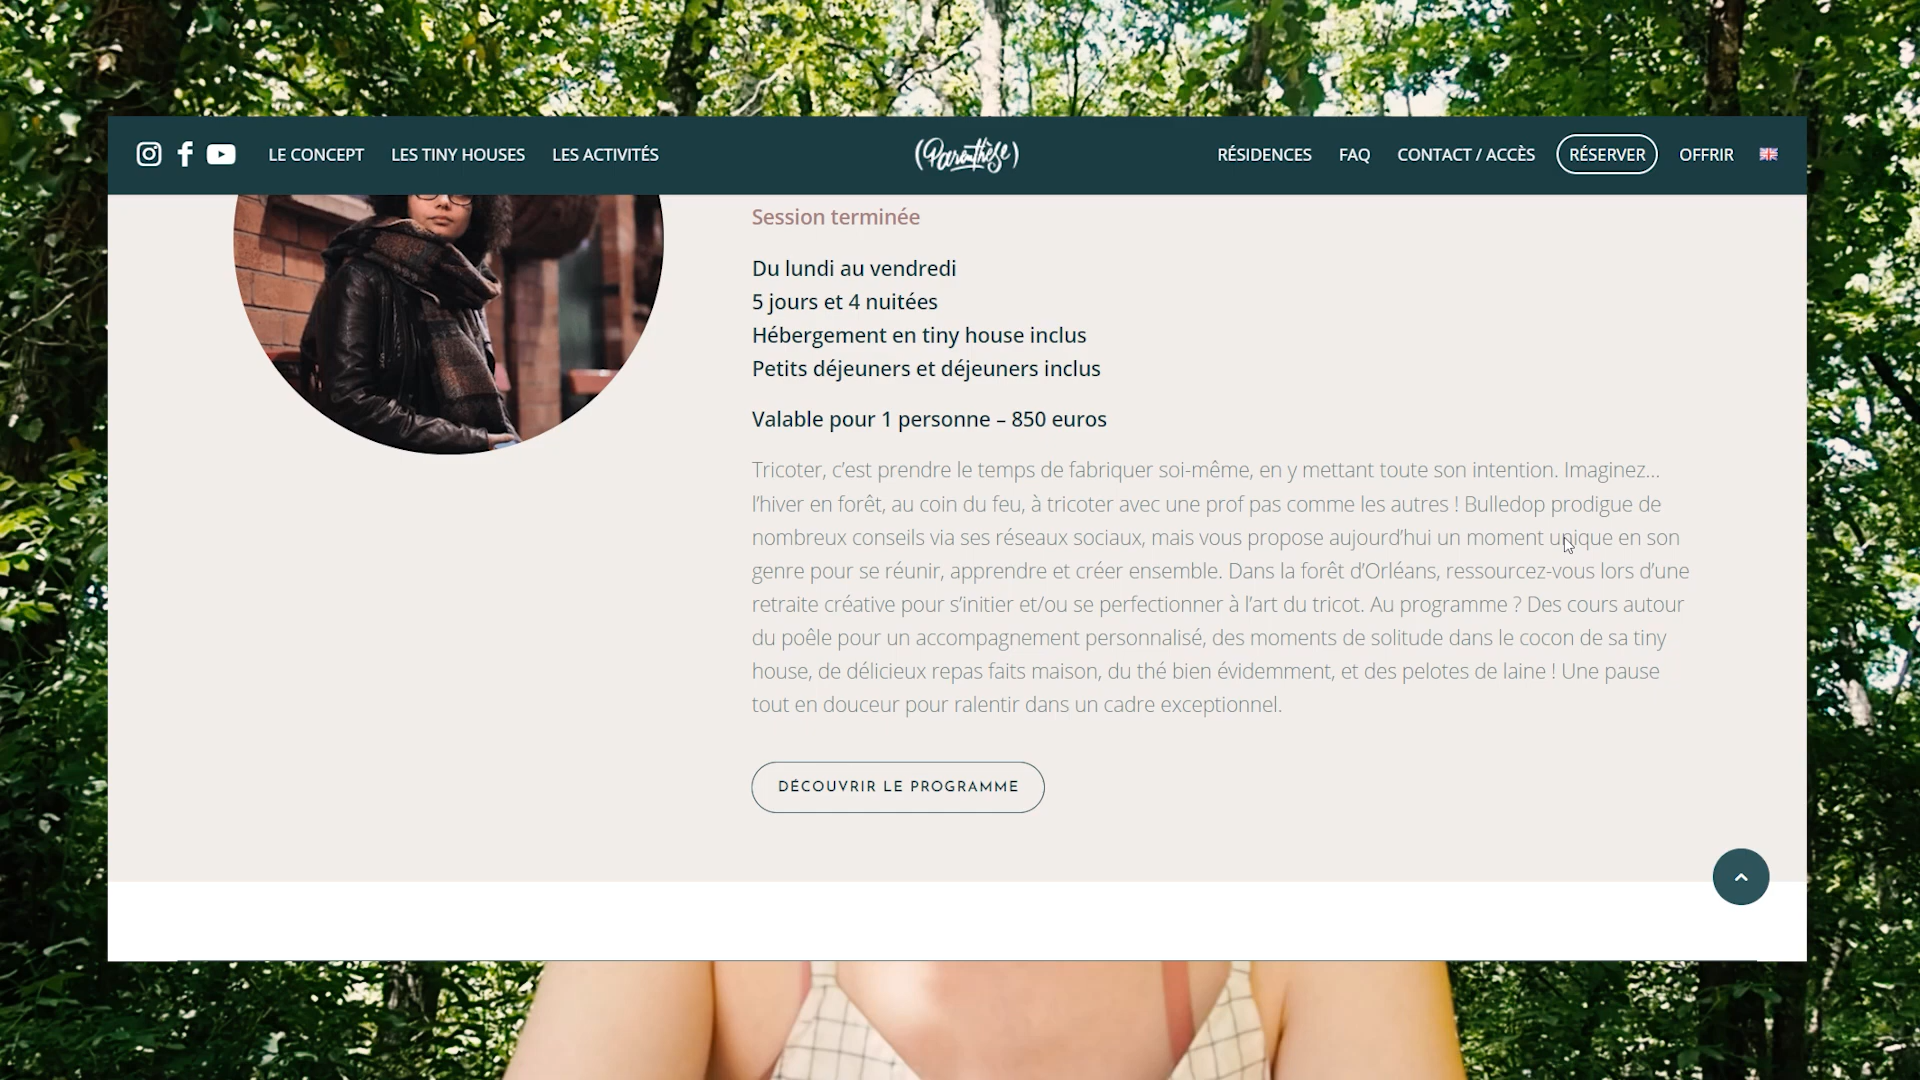 LE CONCEPT LES TINY HOUSES LES ACTIVITÉS (Parenthèse) RÉSIDENCES FAQ CONTACT / ACCÈS RÉSERVER OFFRIR
Session terminée
Du lundi au vendredi
5 jours et 4 nuitées
Hébergement en tiny house inclus
Petits déjeuners et déjeuners inclus
Valable pour 1 personne – 850 euros
Tricoter, c’est prendre le temps de fabriquer soi-même, en y mettant toute son intention. Imaginez…
l’hiver en forêt, au coin du feu, à tricoter avec une prof pas comme les autres ! Bulledop prodigue de
nombreux conseils via ses réseaux sociaux, mais vous propose aujourd’hui un moment unique en son
genre pour se réunir, apprendre et créer ensemble. Dans la forêt d’Orléans, ressourcez-vous lors d’une
retraite créative pour s’initier et/ou se perfectionner à l’art du tricot. Au programme ? Des cours autour
du poêle pour un accompagnement personnalisé, des moments de solitude dans le cocon de sa tiny
house, de délicieux repas faits maison, du thé bien évidemment, et des pelotes de laine ! Une pause
tout en douceur pour ralentir dans un cadre exceptionnel.
DÉCOUVRIR LE PROGRAMME